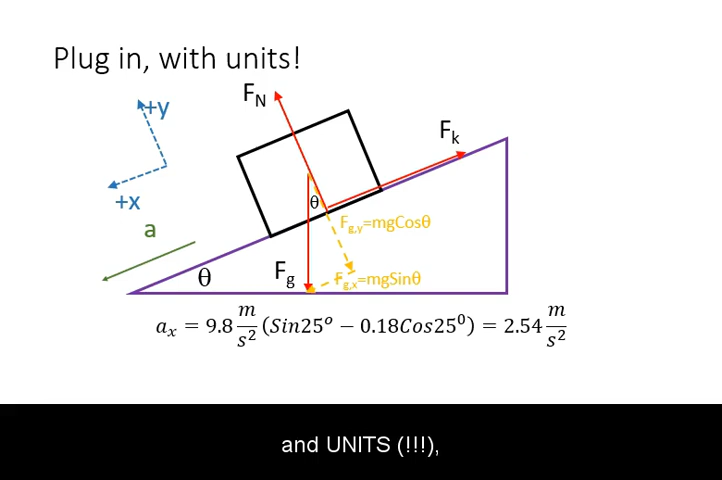 Plug in, with units!
F_N
+y
F_k
+x
θ
a
F_{g,y}=mgCosθ
θ
F_g
F_{g,x}=mgSinθ
a_x = 9.8 m/s² (Sin25° − 0.18Cos25⁰) = 2.54 m/s²
and UNITS (!!!),